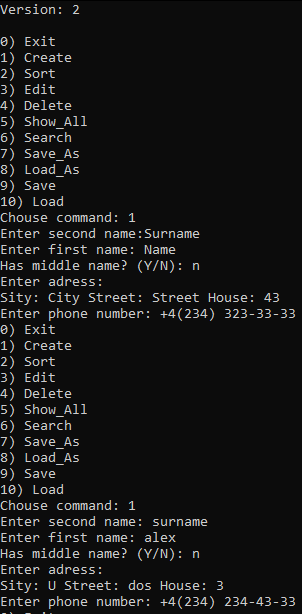 Version: 2
0) Exit
1) Create
2) Sort
3) Edit
4) Delete
5) Show_All
6) Search
7) Save_As
8) Load_As
9) Save
10) Load
Chouse command: 1
Enter second name:Surname
Enter first name: Name
Has middle name? (Y/N): n
Enter adress:
Sity: City Street: Street House: 43
Enter phone number: +4(234) 323-33-33
0) Exit
1) Create
2) Sort
3) Edit
4) Delete
5) Show_All
6) Search
7) Save_As
8) Load_As
9) Save
10) Load
Chouse command: 1
Enter second name: surname
Enter first name: alex
Has middle name? (Y/N): n
Enter adress:
Sity: U Street: dos House: 3
Enter phone number: +4(234) 234-43-33